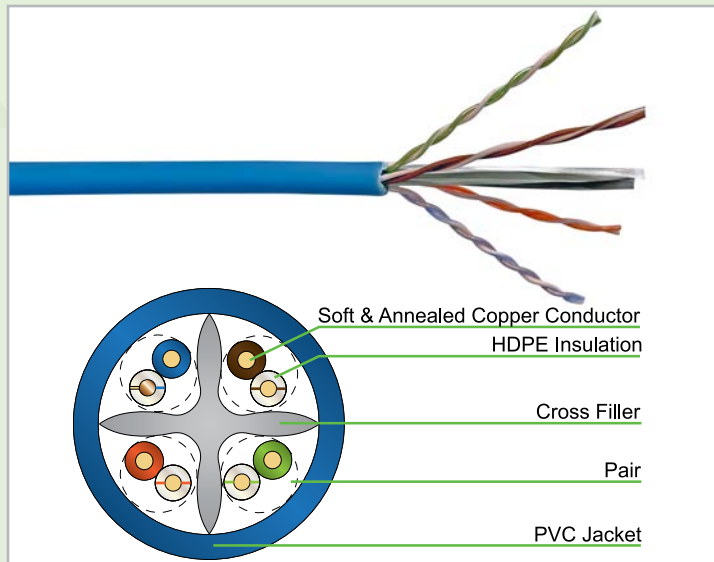 Soft & Annealed Copper Conductor
HDPE Insulation
Cross Filler
Pair
PVC Jacket